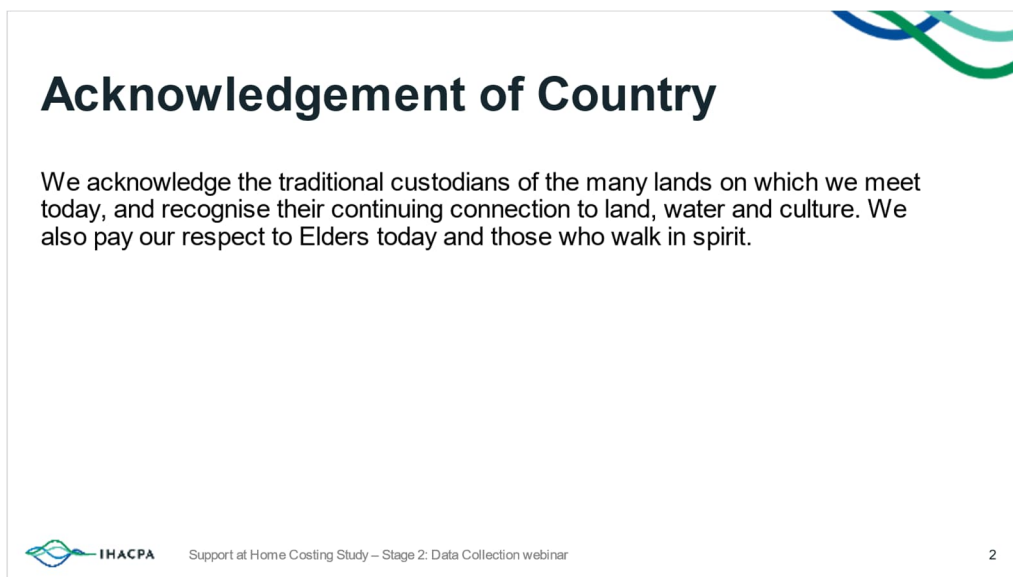 Acknowledgement of Country
We acknowledge the traditional custodians of the many lands on which we meet
today, and recognise their continuing connection to land, water and culture. We
also pay our respect to Elders today and those who walk in spirit.
IHACPA
Support at Home Costing Study – Stage 2: Data Collection webinar
2